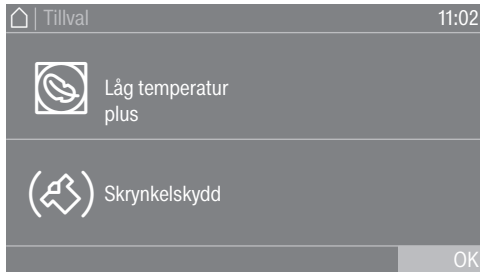 | Tillval 11:02
Låg temperatur
plus
Skrynkelskydd
OK